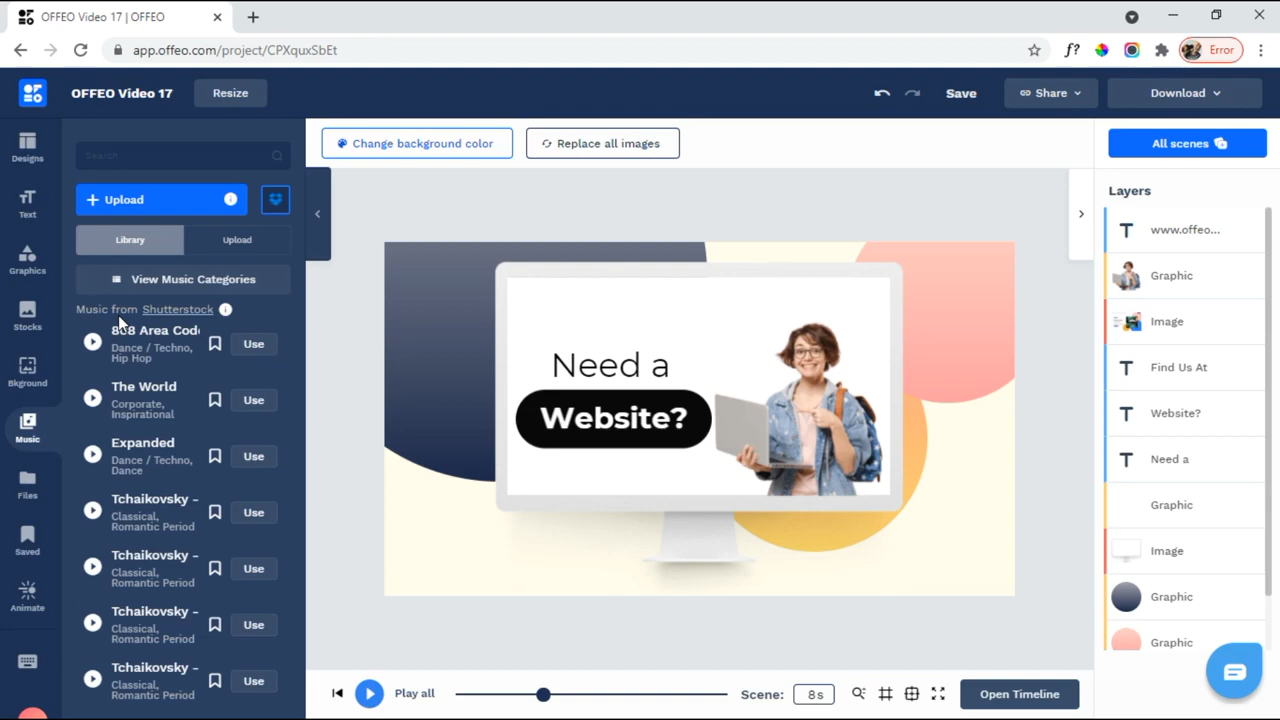 OFFEO Video 17 | OFFEO
app.offeo.com/project/CPXquxSbEt
f?
Error
OFFEO Video 17
Resize
Save
Share
Download
Designs
Text
Graphics
Stocks
Bkground
Music
Files
Saved
Animate
Search
+ Upload
Library
Upload
View Music Categories
Music from Shutterstock
808 Area Code
Dance / Techno,
Hip Hop
Use
The World
Corporate,
Inspirational
Use
Expanded
Dance / Techno,
Dance
Use
Tchaikovsky -
Classical,
Romantic Period
Use
Tchaikovsky -
Classical,
Romantic Period
Use
Tchaikovsky -
Classical,
Romantic Period
Use
Tchaikovsky -
Classical,
Romantic Period
Use
Change background color
Replace all images
Need a
Website?
Play all
Scene:
8s
Open Timeline
All scenes
Layers
www.offeo...
Graphic
Image
Find Us At
Website?
Need a
Graphic
Image
Graphic
Graphic